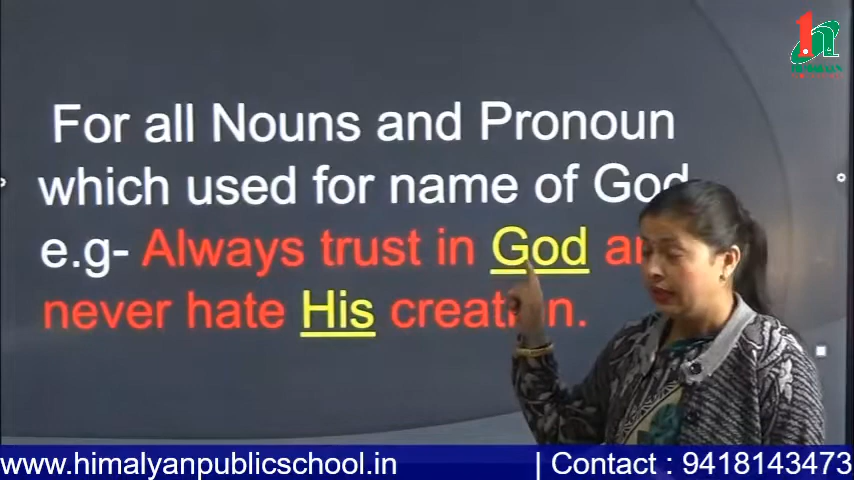 For all Nouns and Pronoun
which used for name of God
e.g- Always trust in God
never hate His creation.
www.himalyanpublicschool.in | Contact : 9418143473